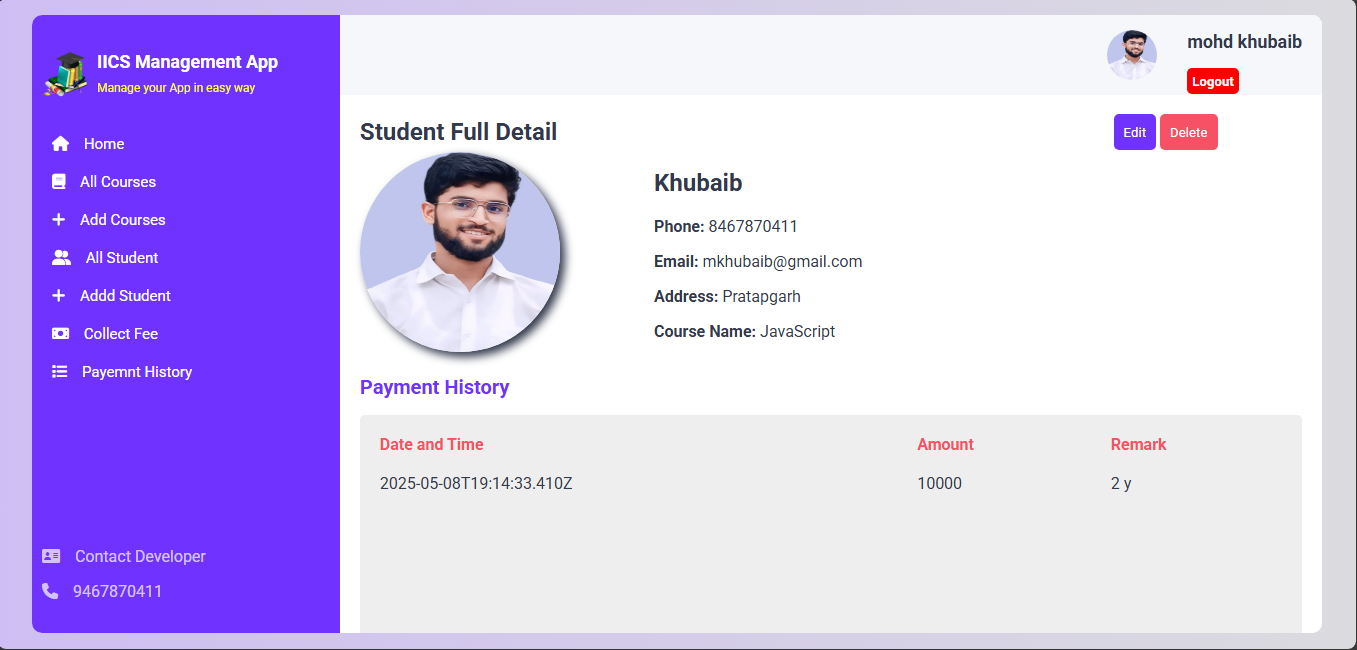 IICS Management App
Manage your App in easy way
Home
All Courses
Add Courses
All Student
Addd Student
Collect Fee
Payemnt History
Contact Developer
9467870411
mohd khubaib
Logout
Student Full Detail
Edit Delete
Khubaib
Phone: 8467870411
Email: mkhubaib@gmail.com
Address: Pratapgarh
Course Name: JavaScript
Payment History
Date and Time Amount Remark
2025-05-08T19:14:33.410Z 10000 2 y